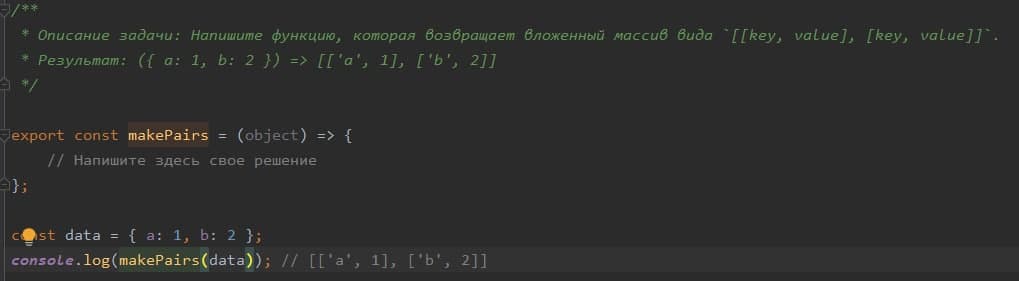 /**
 * Описание задачи: Напишите функцию, которая возвращает вложенный массив вида `[[key, value], [key, value]]`.
 * Результат: ({ a: 1, b: 2 }) => [['a', 1], ['b', 2]]
 */
export const makePairs = (object) => {
    // Напишите здесь свое решение
};
const data = { a: 1, b: 2 };
console.log(makePairs(data)); // [['a', 1], ['b', 2]]